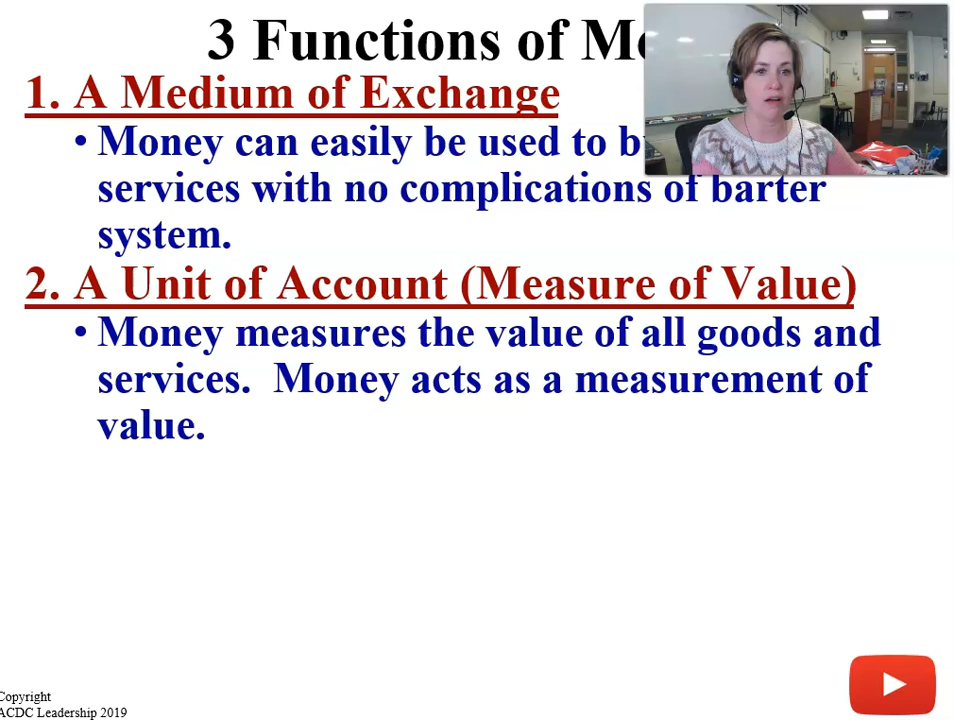 3 Functions of
1. A Medium of Exchange
• Money can easily be used to
services with no complications of barter
system.
2. A Unit of Account (Measure of Value)
• Money measures the value of all goods and
services. Money acts as a measurement of
value.
Copyright
ACDC Leadership 2019